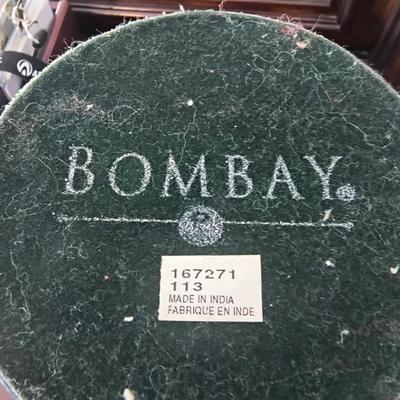 BOMBAY®
167271
113
MADE IN INDIA
FABRIQUE EN INDE